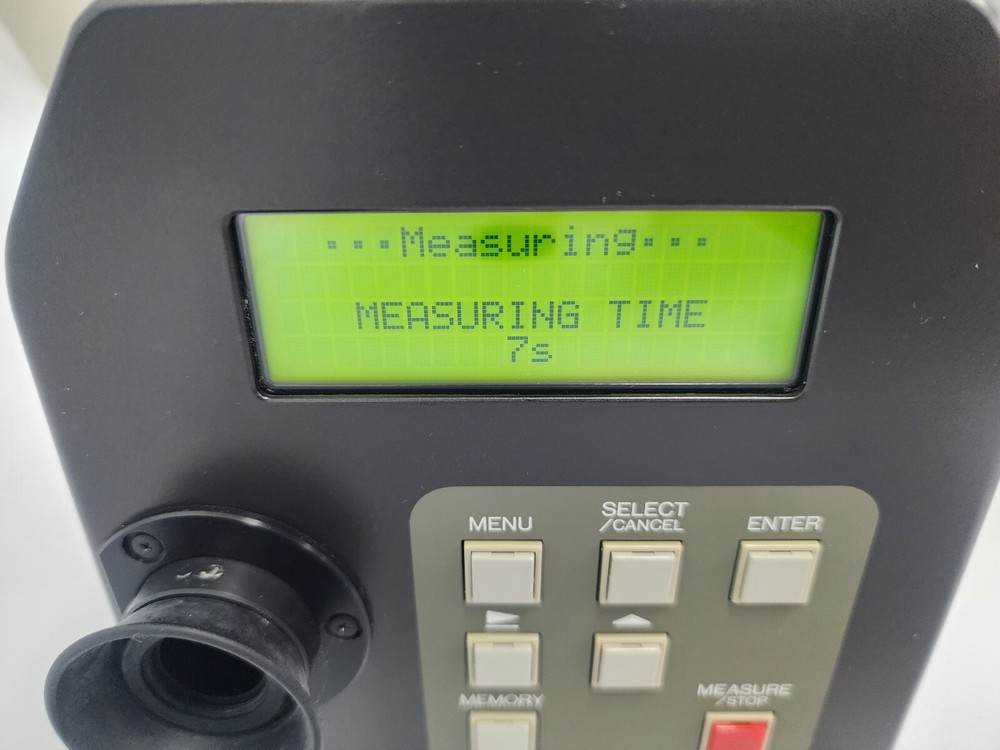 ···Measuring···
MEASURING TIME
7s
MENU
SELECT
/CANCEL
ENTER
MEMORY
MEASURE
/STOP